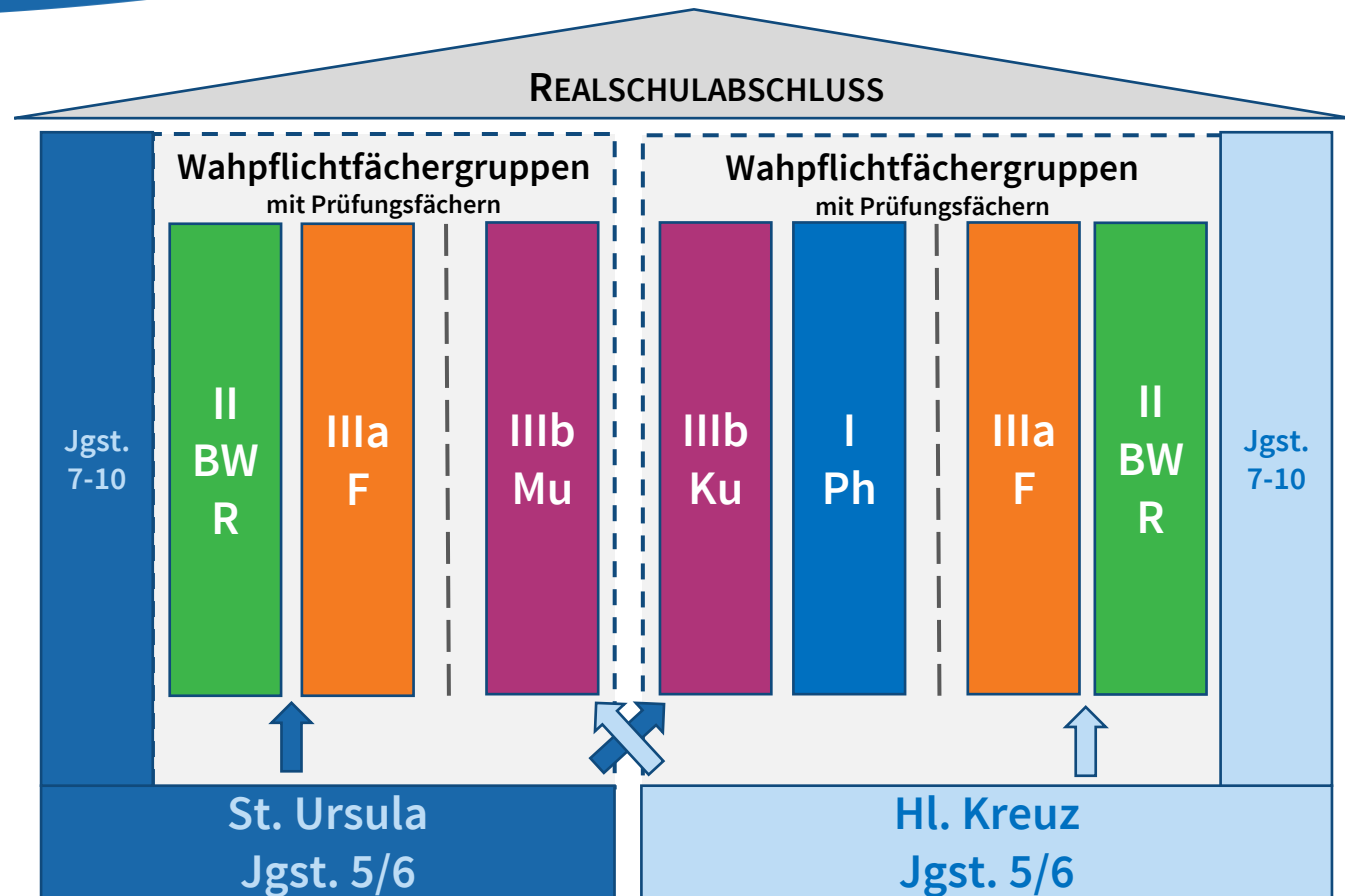 REALSCHULABSCHLUSS
Wahpflichtfächergruppen
mit Prüfungsfächern
Jgst.
7-10
II
BW
R
IIIa
F
IIIb
Mu
Wahpflichtfächergruppen
mit Prüfungsfächern
IIIb
Ku
I
Ph
IIIa
F
II
BW
R
Jgst.
7-10
St. Ursula
Jgst. 5/6
Hl. Kreuz
Jgst. 5/6